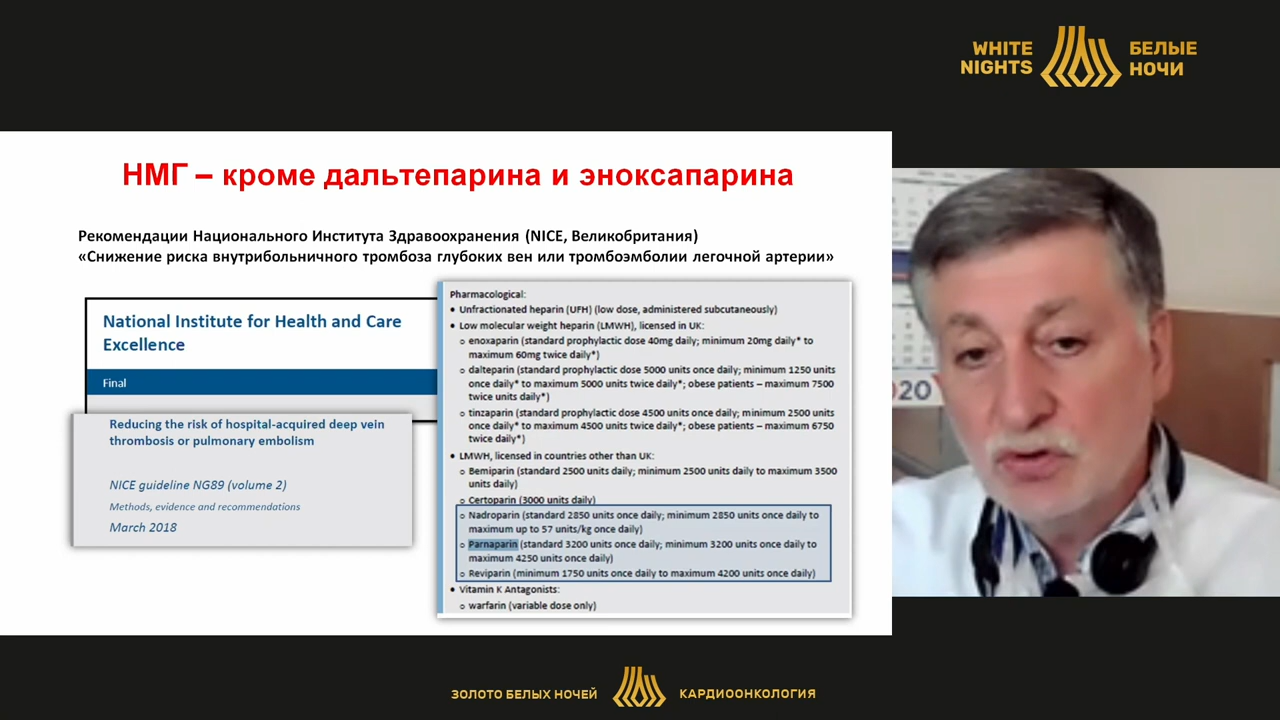 WHITE
NIGHTS
БЕЛЫЕ
НОЧИ
НМГ – кроме дальтепарина и эноксапарина
Рекомендации Национального Института Здравоохранения (NICE, Великобритания)
«Снижение риска внутрибольничного тромбоза глубоких вен или тромбоэмболии легочной артерии»
National Institute for Health and Care
Excellence
Final
Reducing the risk of hospital-acquired deep vein
thrombosis or pulmonary embolism
NICE guideline NG89 (volume 2)
Methods, evidence and recommendations
March 2018
Pharmacological:
• Unfractionated heparin (UFH) (low dose, administered subcutaneously)
• Low molecular weight heparin (LMWH), licensed in UK:
o enoxaparin (standard prophylactic dose 40mg daily; minimum 20mg daily* to
maximum 60mg twice daily*)
o dalteparin (standard prophylactic dose 5000 units once daily; minimum 1250 units
once daily* to maximum 5000 units twice daily*; obese patients – maximum 7500
twice units daily*)
o tinzaparin (standard prophylactic dose 4500 units once daily; minimum 2500 units
once daily* to maximum 4500 units twice daily*; obese patients – maximum 6750
twice daily*)
• LMWH, licensed in countries other than UK:
o Bemiparin (standard 2500 units daily; minimum 2500 units daily to maximum 3500
units daily)
o Certoparin (3000 units daily)
o Nadroparin (standard 2850 units once daily; minimum 2850 units once daily to
maximum up to 57 units/kg once daily)
o Parnaparin (standard 3200 units once daily; minimum 3200 units once daily to
maximum 4250 units once daily)
o Reviparin (minimum 1750 units once daily to maximum 4200 units once daily)
• Vitamin K Antagonists:
o warfarin (variable dose only)
20
ЗОЛОТО БЕЛЫХ НОЧЕЙ
КАРДИООНКОЛОГИЯ